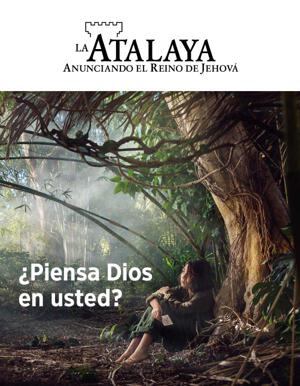 LA ATALAYA
ANUNCIANDO EL REINO DE JEHOVÁ
¿Piensa Dios
en usted?